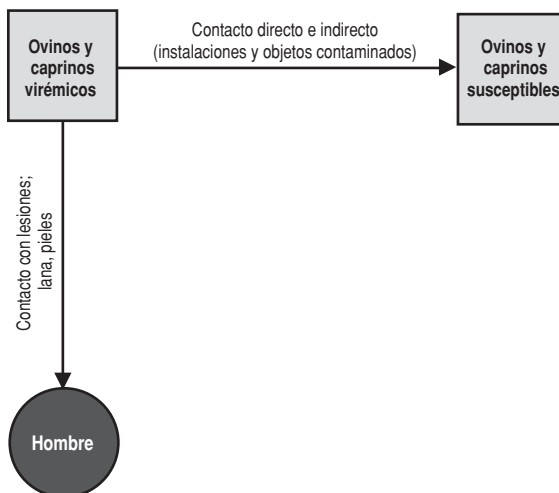 Ovinos y
caprinos
virémicos
Contacto directo e indirecto
(instalaciones y objetos contaminados)
Ovinos y
caprinos
susceptibles
Contacto con lesiones;
lana, pieles
Hombre